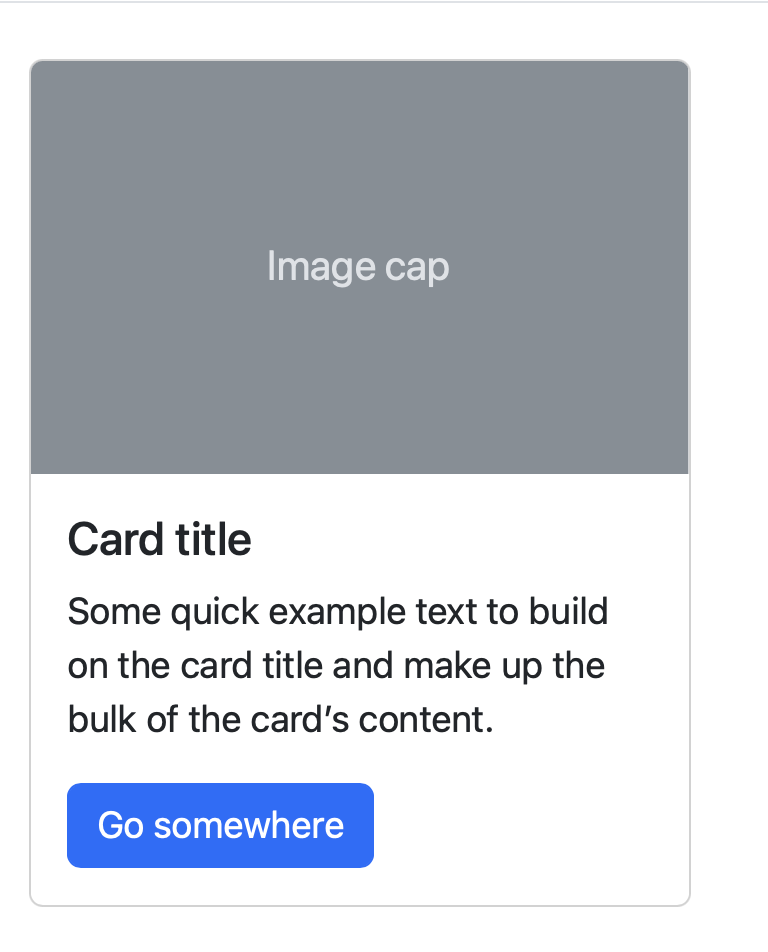 Image cap
Card title
Some quick example text to build
on the card title and make up the
bulk of the card’s content.
Go somewhere